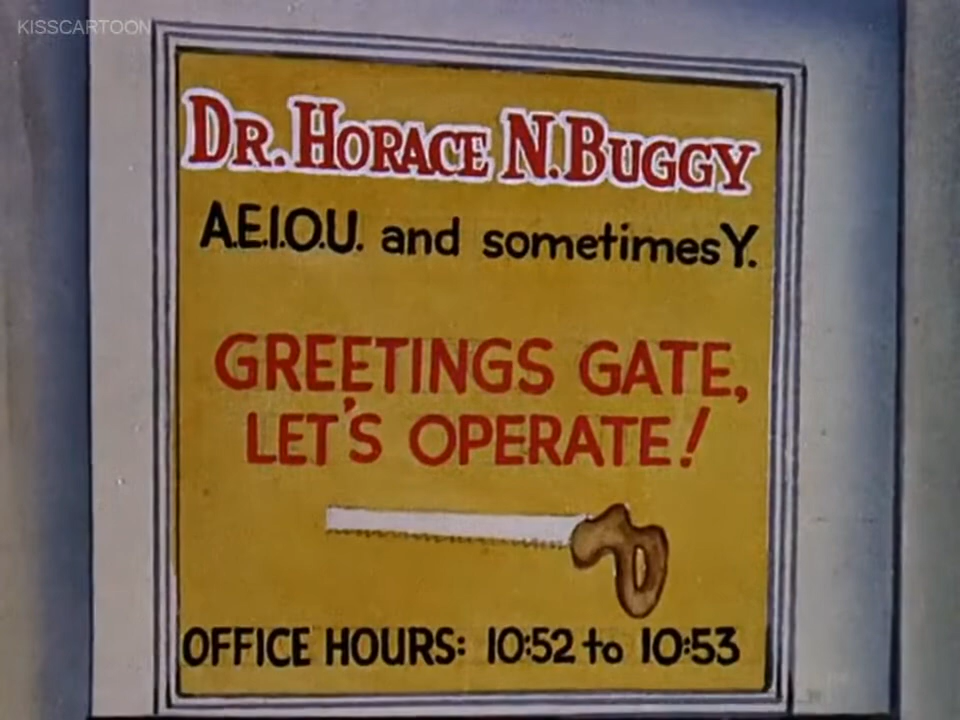 KISSCARTOON
DR. HORACE N. BUGGY
A.E.I.O.U. and sometimes Y.
GREETINGS GATE,
LET'S OPERATE!
OFFICE HOURS: 10:52 to 10:53